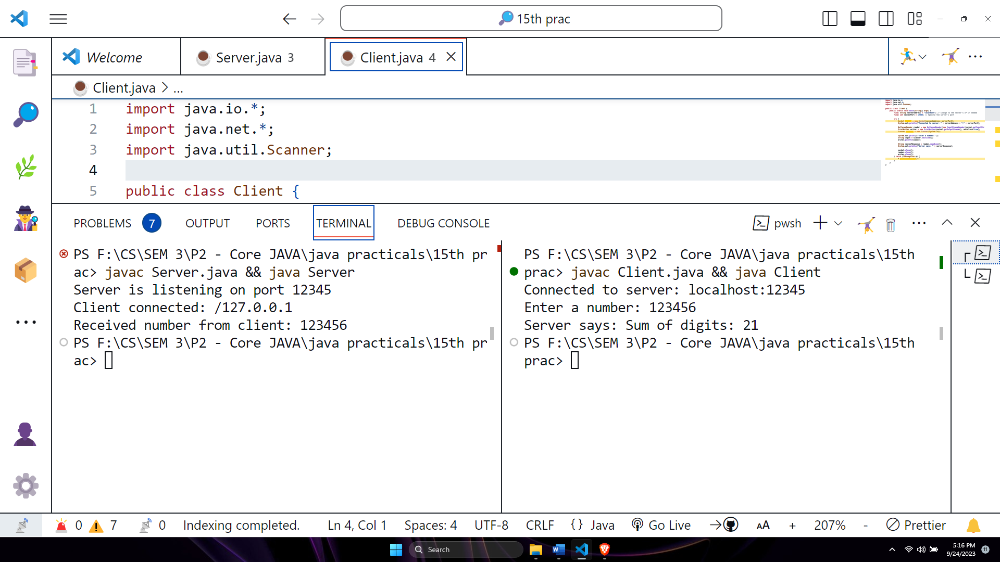 15th prac
Welcome
Server.java 3
Client.java 4
Client.java > ...
1 import java.io.*;
2 import java.net.*;
3 import java.util.Scanner;
4
5 public class Client {
PROBLEMS 7 OUTPUT PORTS TERMINAL DEBUG CONSOLE
pwsh
PS F:\CS\SEM 3\P2 - Core JAVA\java practicals\15th pr
ac> javac Server.java && java Server
Server is listening on port 12345
Client connected: /127.0.0.1
Received number from client: 123456
PS F:\CS\SEM 3\P2 - Core JAVA\java practicals\15th pr
ac>
PS F:\CS\SEM 3\P2 - Core JAVA\java practicals\15th
prac> javac Client.java && java Client
Connected to server: localhost:12345
Enter a number: 123456
Server says: Sum of digits: 21
PS F:\CS\SEM 3\P2 - Core JAVA\java practicals\15th
prac>
0 7 0 Indexing completed. Ln 4, Col 1 Spaces: 4 UTF-8 CRLF {} Java Go Live AA + 207% - Prettier
Search
5:16 PM
9/24/2023
11